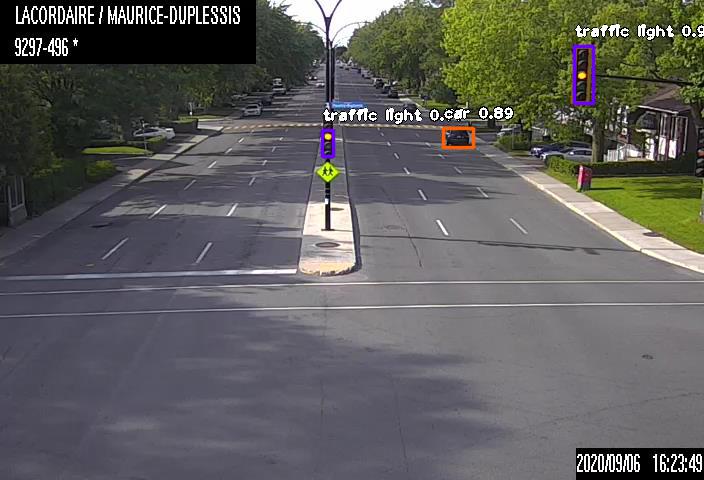 LACORDAIRE / MAURICE-DUPLESSIS
9297-496 *
traffic light 0.9
traffic light 0.
car 0.89
2020/09/06 16:23:49